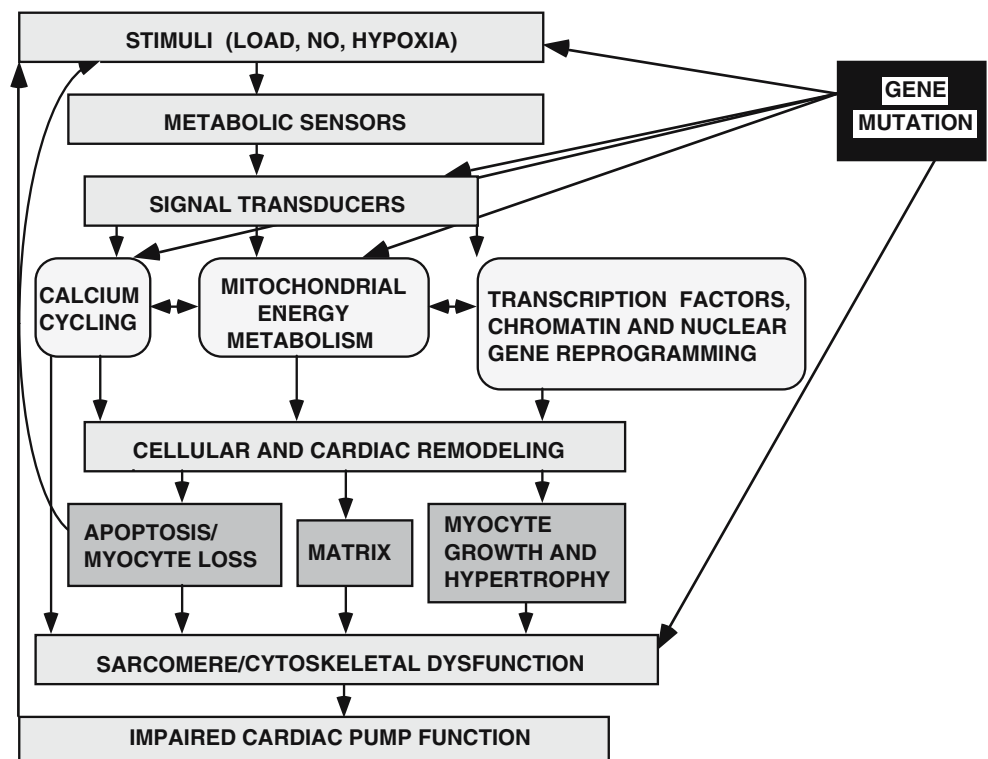 STIMULI (LOAD, NO, HYPOXIA)
GENE
MUTATION
METABOLIC SENSORS
SIGNAL TRANSDUCERS
CALCIUM
CYCLING
MITOCHONDRIAL
ENERGY
METABOLISM
TRANSCRIPTION FACTORS,
CHROMATIN AND NUCLEAR
GENE REPROGRAMMING
CELLULAR AND CARDIAC REMODELING
APOPTOSIS/
MYOCYTE LOSS
MATRIX
MYOCYTE
GROWTH AND
HYPERTROPHY
SARCOMERE/CYTOSKELETAL DYSFUNCTION
IMPAIRED CARDIAC PUMP FUNCTION